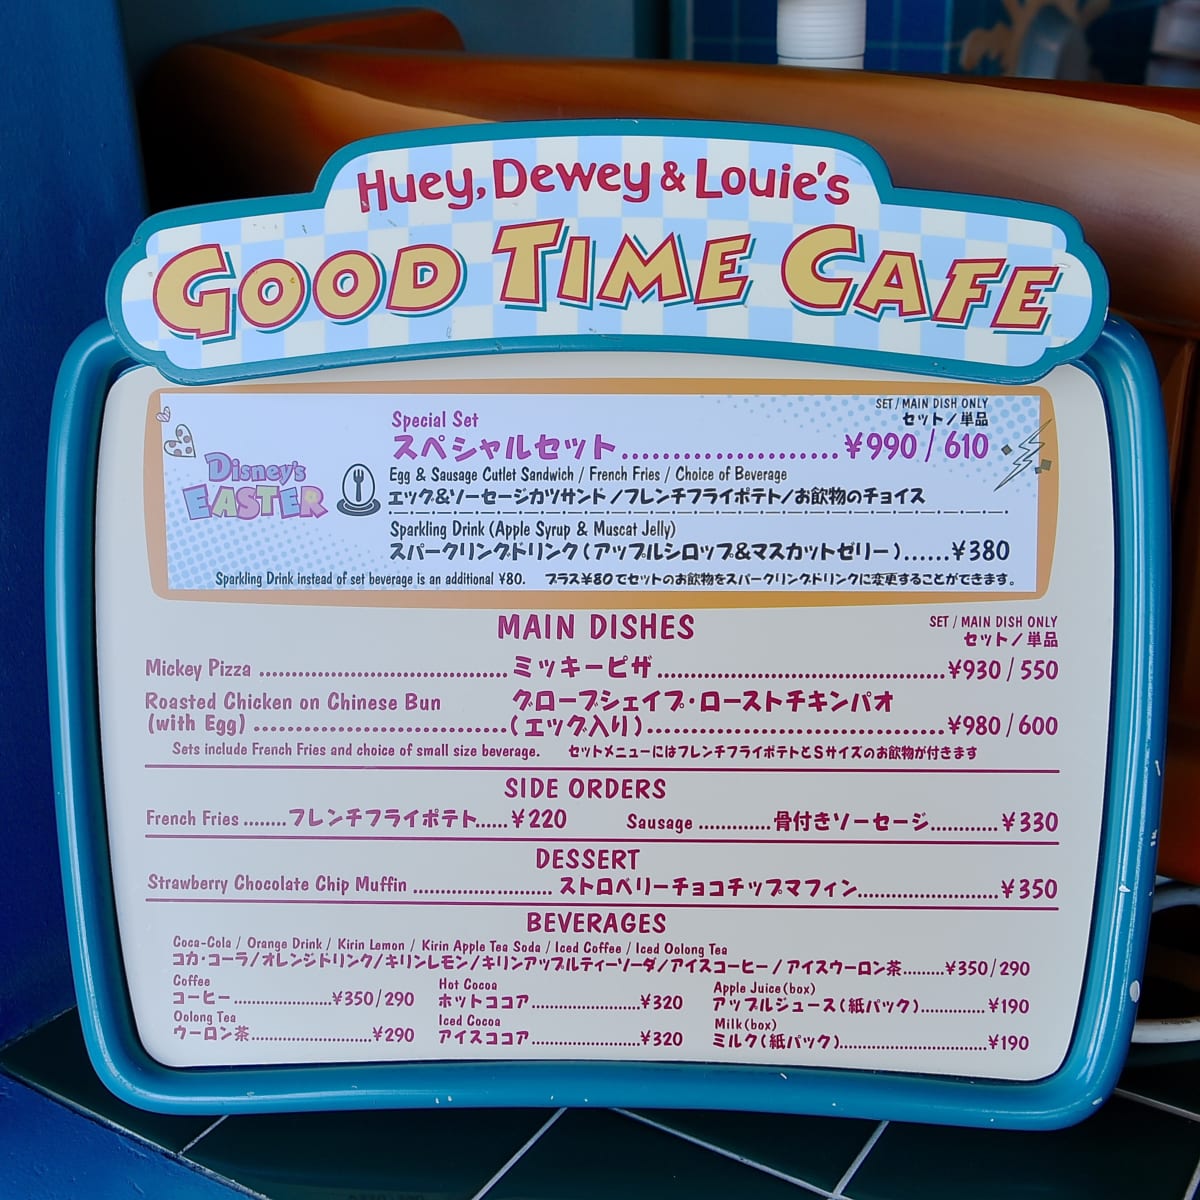 Huey, Dewey & Louie's
GOOD TIME CAFE
SET / MAIN DISH ONLY
セット / 単品
Special Set
スペシャルセット......................¥990 / 610
Disney's
EASTER
Egg & Sausage Cutlet Sandwich / French Fries / Choice of Beverage
エッグ&ソーセージカツサンド / フレンチフライポテト / お飲物のチョイス
Sparkling Drink (Apple Syrup & Muscat Jelly)
スパークリングドリンク ( アップルシロップ&マスカットゼリー )......¥380
Sparkling Drink instead of set beverage is an additional ¥80. プラス¥80でセットのお飲物をスパークリングドリンクに変更することができます。
MAIN DISHES
SET / MAIN DISH ONLY
セット / 単品
Mickey Pizza ..................................ミッキーピザ.......................................¥930 / 550
Roasted Chicken on Chinese Bun グローブシェイプ・ローストチキンパオ
(with Egg) ..................................( エッグ入り )........................................¥980 / 600
Sets include French Fries and choice of small size beverage. セットメニューにはフレンチフライポテトとSサイズのお飲物が付きます
SIDE ORDERS
French Fries ........フレンチフライポテト......¥220 Sausage .............骨付きソーセージ............¥330
DESSERT
Strawberry Chocolate Chip Muffin .......................ストロベリーチョコチップマフィン.......................¥350
BEVERAGES
Coca-Cola / Orange Drink / Kirin Lemon / Kirin Apple Tea Soda / Iced Coffee / Iced Oolong Tea
コカ・コーラ / オレンジドリンク / キリンレモン / キリンアップルティーソーダ / アイスコーヒー / アイスウーロン茶.........¥350 / 290
Coffee Hot Cocoa Apple Juice (box)
コーヒー....................¥350 / 290 ホットココア......................¥320 アップルジュース ( 紙パック )..............¥190
Oolong Tea Iced Cocoa Milk (box)
ウーロン茶.........................¥290 アイスココア......................¥320 ミルク ( 紙パック )...............................¥190